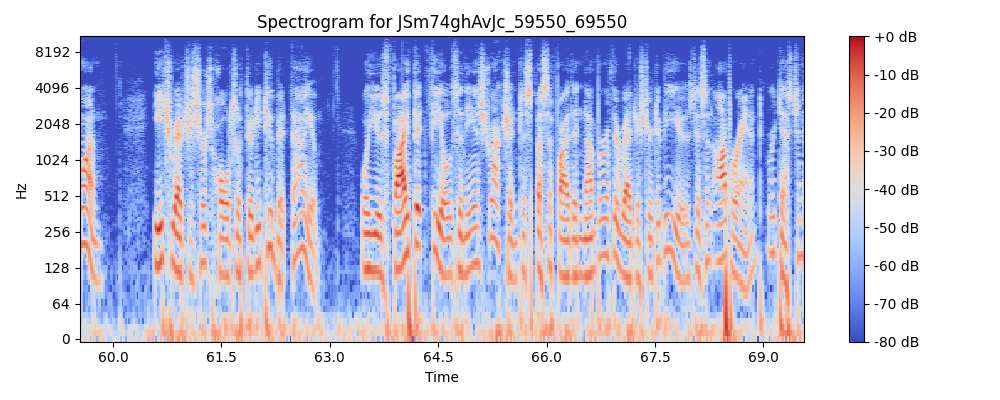 Spectrogram for JSm74ghAvJc_59550_69550
8192
4096
2048
1024
512
256
128
64
0
Hz
60.0 61.5 63.0 64.5 66.0 67.5 69.0
Time
+0 dB
-10 dB
-20 dB
-30 dB
-40 dB
-50 dB
-60 dB
-70 dB
-80 dB